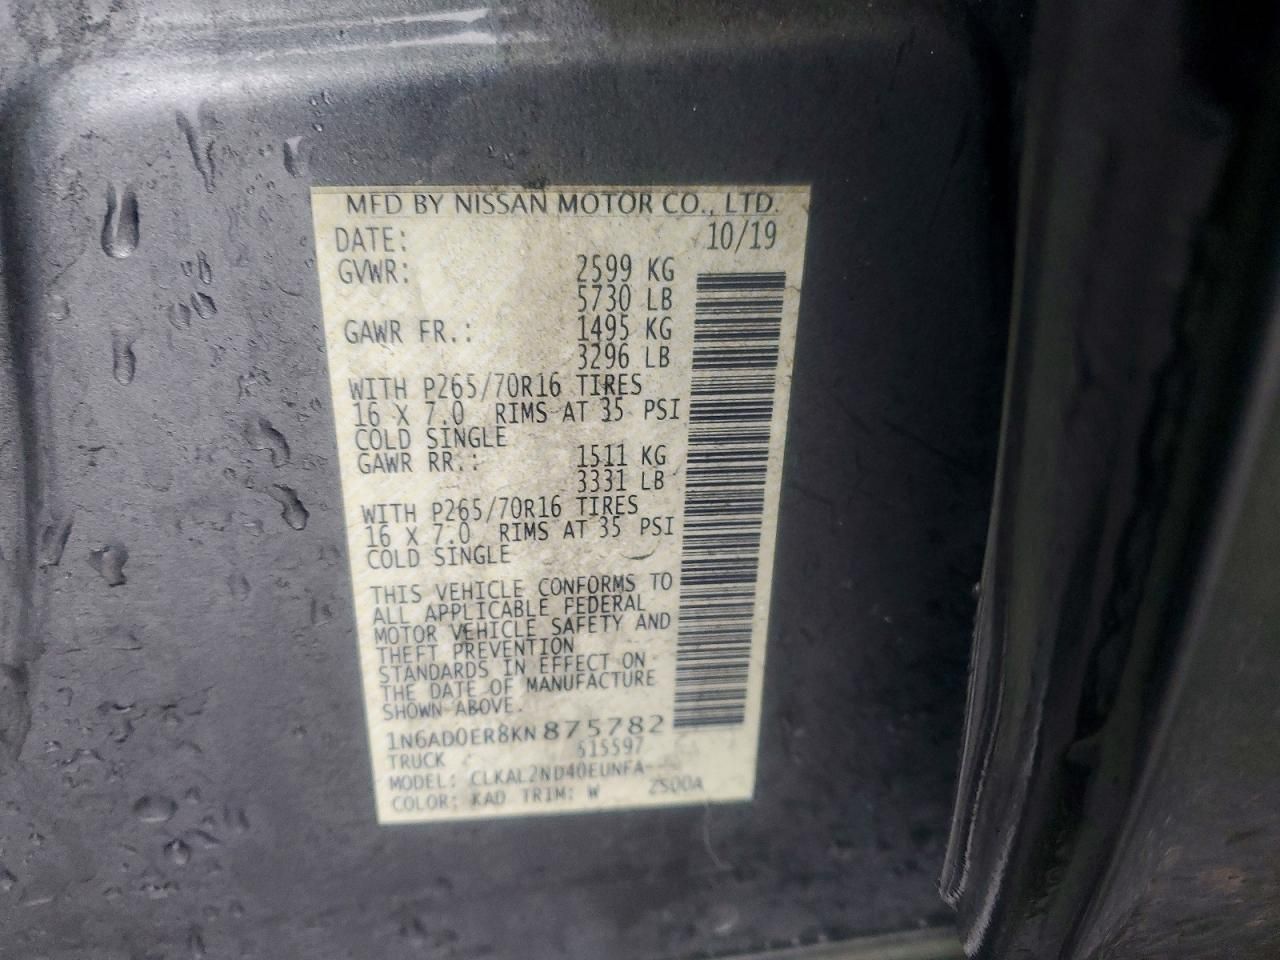 MFD BY NISSAN MOTOR CO., LTD.
DATE: 10/19
GVWR: 2599 KG
5730 LB
GAWR FR.: 1495 KG
3296 LB
WITH P265/70R16 TIRES
16 X 7.0 RIMS AT 35 PSI
COLD SINGLE
GAWR RR.: 1511 KG
3331 LB
WITH P265/70R16 TIRES
16 X 7.0 RIMS AT 35 PSI
COLD SINGLE
THIS VEHICLE CONFORMS TO
ALL APPLICABLE FEDERAL
MOTOR VEHICLE SAFETY AND
THEFT PREVENTION
STANDARDS IN EFFECT ON
THE DATE OF MANUFACTURE
SHOWN ABOVE.
1N6AD0ER8KN875782
TRUCK 515597
MODEL: CLKAL2ND40EUNFA--
COLOR: KAD TRIM: W